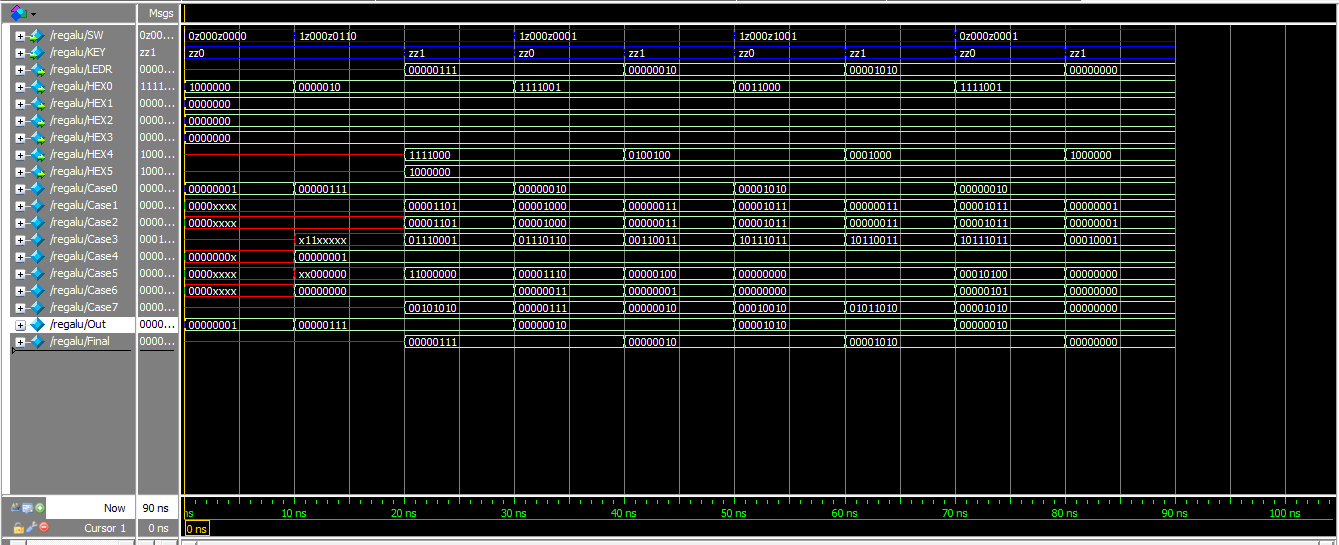 Msgs
/regalu/SW 0z00... 0z000z0000 1z000z0110 1z000z0001 1z000z1001 0z000z0001
/regalu/KEY zz1 zz0 zz1 zz0 zz1 zz0 zz1 zz0 zz1
/regalu/LEDR 0000... 00000111 00000010 00001010 00000000
/regalu/HEX0 1111... 1000000 0000010 1111001 0011000 1111001
/regalu/HEX1 0000... 0000000
/regalu/HEX2 0000... 0000000
/regalu/HEX3 0000... 0000000
/regalu/HEX4 1000... 1111000 0100100 0001000 1000000
/regalu/HEX5 1000... 1000000
/regalu/Case0 0000... 00000001 00000111 00000010 00001010 00000010
/regalu/Case1 0000... 0000xxxx 00001101 00001000 00000011 00001011 00000011 00001011 00000001
/regalu/Case2 0000... 0000xxxx 00001101 00001000 00000011 00001011 00000011 00001011 00000001
/regalu/Case3 0001... x11xxxxx 01110001 01110110 00110011 10111011 10110011 10111011 00010001
/regalu/Case4 0000... 0000000x 00000001
/regalu/Case5 0000... 0000xxxx xx000000 11000000 00001110 00000100 00000000 00010100 00000000
/regalu/Case6 0000... 0000xxxx 00000000 00000011 00000001 00000000 00000101 00000000
/regalu/Case7 0000... 00101010 00000111 00000010 00010010 01011010 00001010 00000000
/regalu/Out 0000... 00000001 00000111 00000010 00001010 00000010
/regalu/Final 0000... 00000111 00000010 00001010 00000000
Now 90 ns ns 10 ns 20 ns 30 ns 40 ns 50 ns 60 ns 70 ns 80 ns 90 ns 100 ns
Cursor 1 0 ns 0 ns